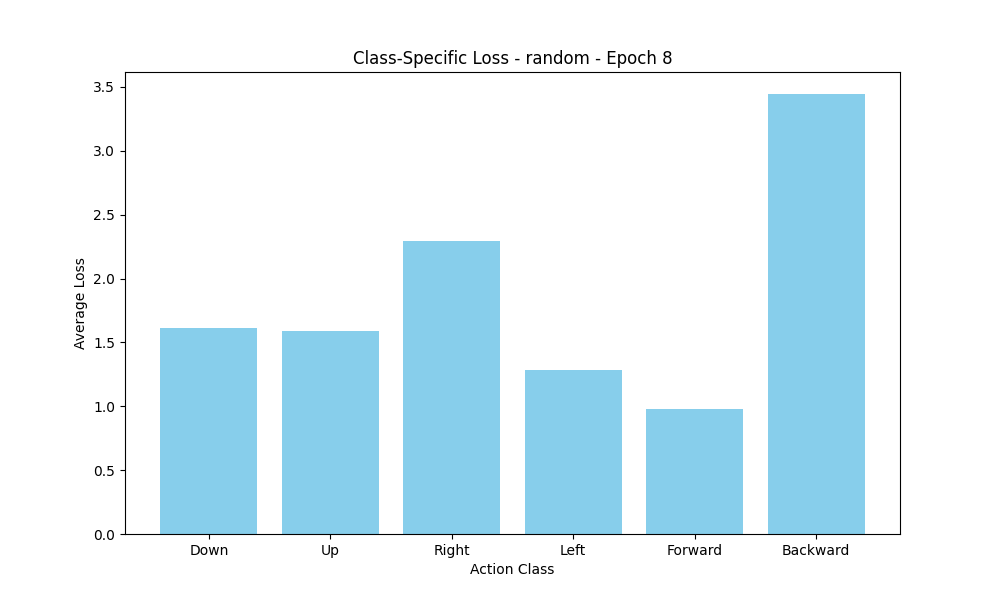 Class-Specific Loss - random - Epoch 8
Average Loss
3.5
3.0
2.5
2.0
1.5
1.0
0.5
0.0
Down Up Right Left Forward Backward
Action Class